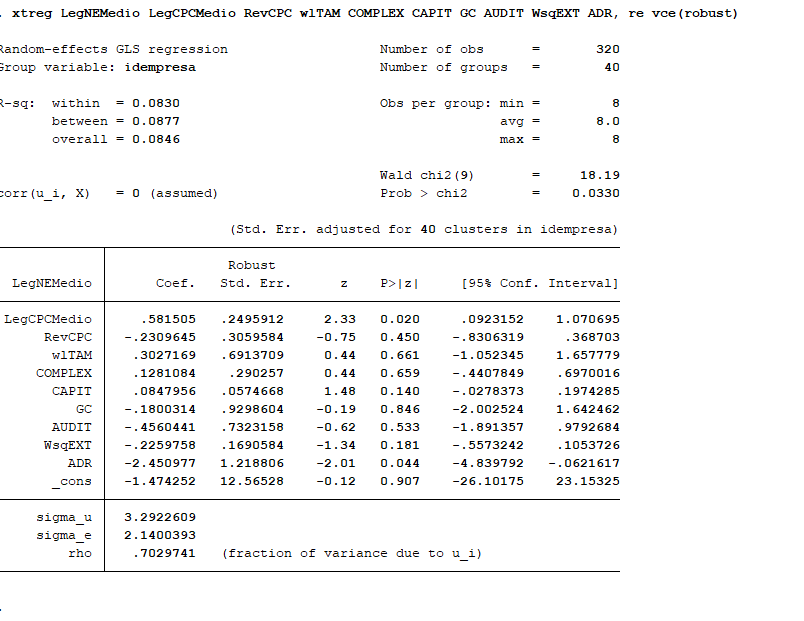 . xtreg LegNEMedio LegCPCMedio RevCPC wlTAM COMPLEX CAPIT GC AUDIT WsqEXT ADR, re vce(robust)
Random-effects GLS regression Number of obs = 320
Group variable: idempresa Number of groups = 40
R-sq: within = 0.0830 Obs per group: min = 8
between = 0.0877 avg = 8.0
overall = 0.0846 max = 8
Wald chi2(9) = 18.19
corr(u_i, X) = 0 (assumed) Prob > chi2 = 0.0330
(Std. Err. adjusted for 40 clusters in idempresa)
Robust
LegNEMedio Coef. Std. Err. z P>|z| [95% Conf. Interval]
LegCPCMedio .581505 .2495912 2.33 0.020 .0923152 1.070695
RevCPC -.2309645 .3059584 -0.75 0.450 -.8306319 .368703
wlTAM .3027169 .6913709 0.44 0.661 -1.052345 1.657779
COMPLEX .1281084 .290257 0.44 0.659 -.4407849 .6970016
CAPIT .0847956 .0574668 1.48 0.140 -.0278373 .1974285
GC -.1800314 .9298604 -0.19 0.846 -2.002524 1.642462
AUDIT -.4560441 .7323158 -0.62 0.533 -1.891357 .9792684
WsqEXT -.2259758 .1690584 -1.34 0.181 -.5573242 .1053726
ADR -2.450977 1.218806 -2.01 0.044 -4.839792 -.0621617
_cons -1.474252 12.56528 -0.12 0.907 -26.10175 23.15325
sigma_u 3.2922609
sigma_e 2.1400393
rho .7029741 (fraction of variance due to u_i)
.